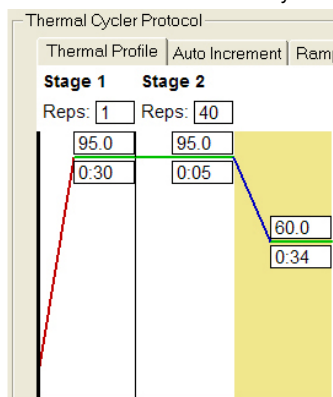 Thermal Cycler Protocol
Thermal Profile Auto Increment
Stage 1 Stage 2
Reps: 1 Reps: 40
95.0 95.0
0:30 0:05
60.0
0:34